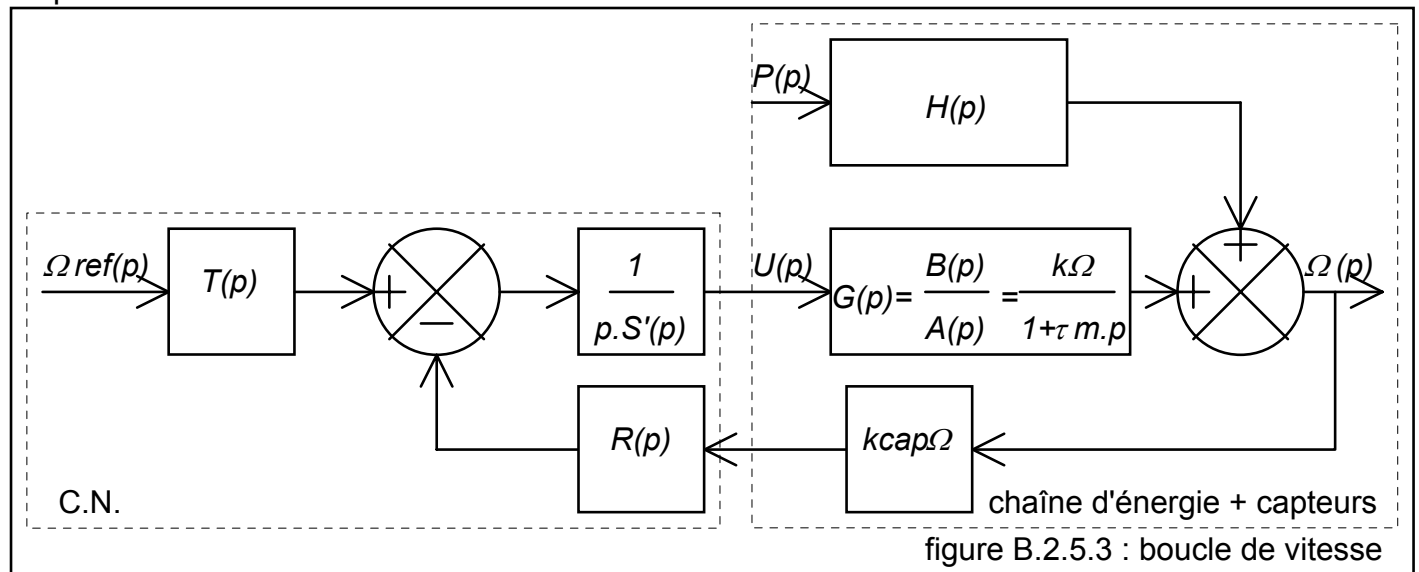 P(p)
H(p)
Ω ref(p)
T(p)
+
−
1
p.S'(p)
U(p)
G(p)= B(p) = kΩ
A(p) 1+τ m.p
+
+
Ω (p)
R(p)
kcapΩ
C.N.
chaîne d'énergie + capteurs
figure B.2.5.3 : boucle de vitesse